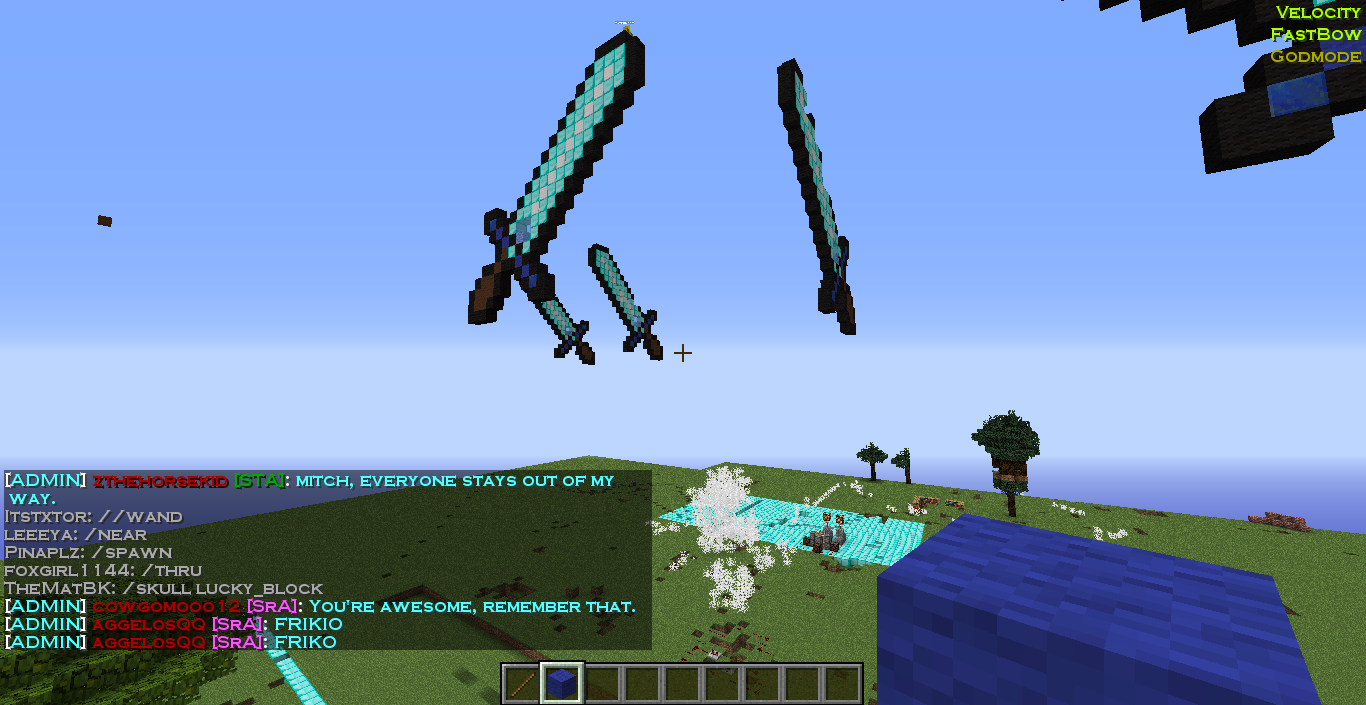 Velocity
FastBow
Godmode
[ADMIN] zthehorsekid [STA]: mitch, everyone stays out of my
way.
Itstxtor: //wand
leeeya: /near
Pinaplz: /spawn
foxgirl1144: /thru
TheMatBK: /skull lucky_block
[ADMIN] cowgomooo12 [SrA]: You're awesome, remember that.
[ADMIN] aggelosQQ [SrA]: FRIKIO
[ADMIN] aggelosQQ [SrA]: FRIKO